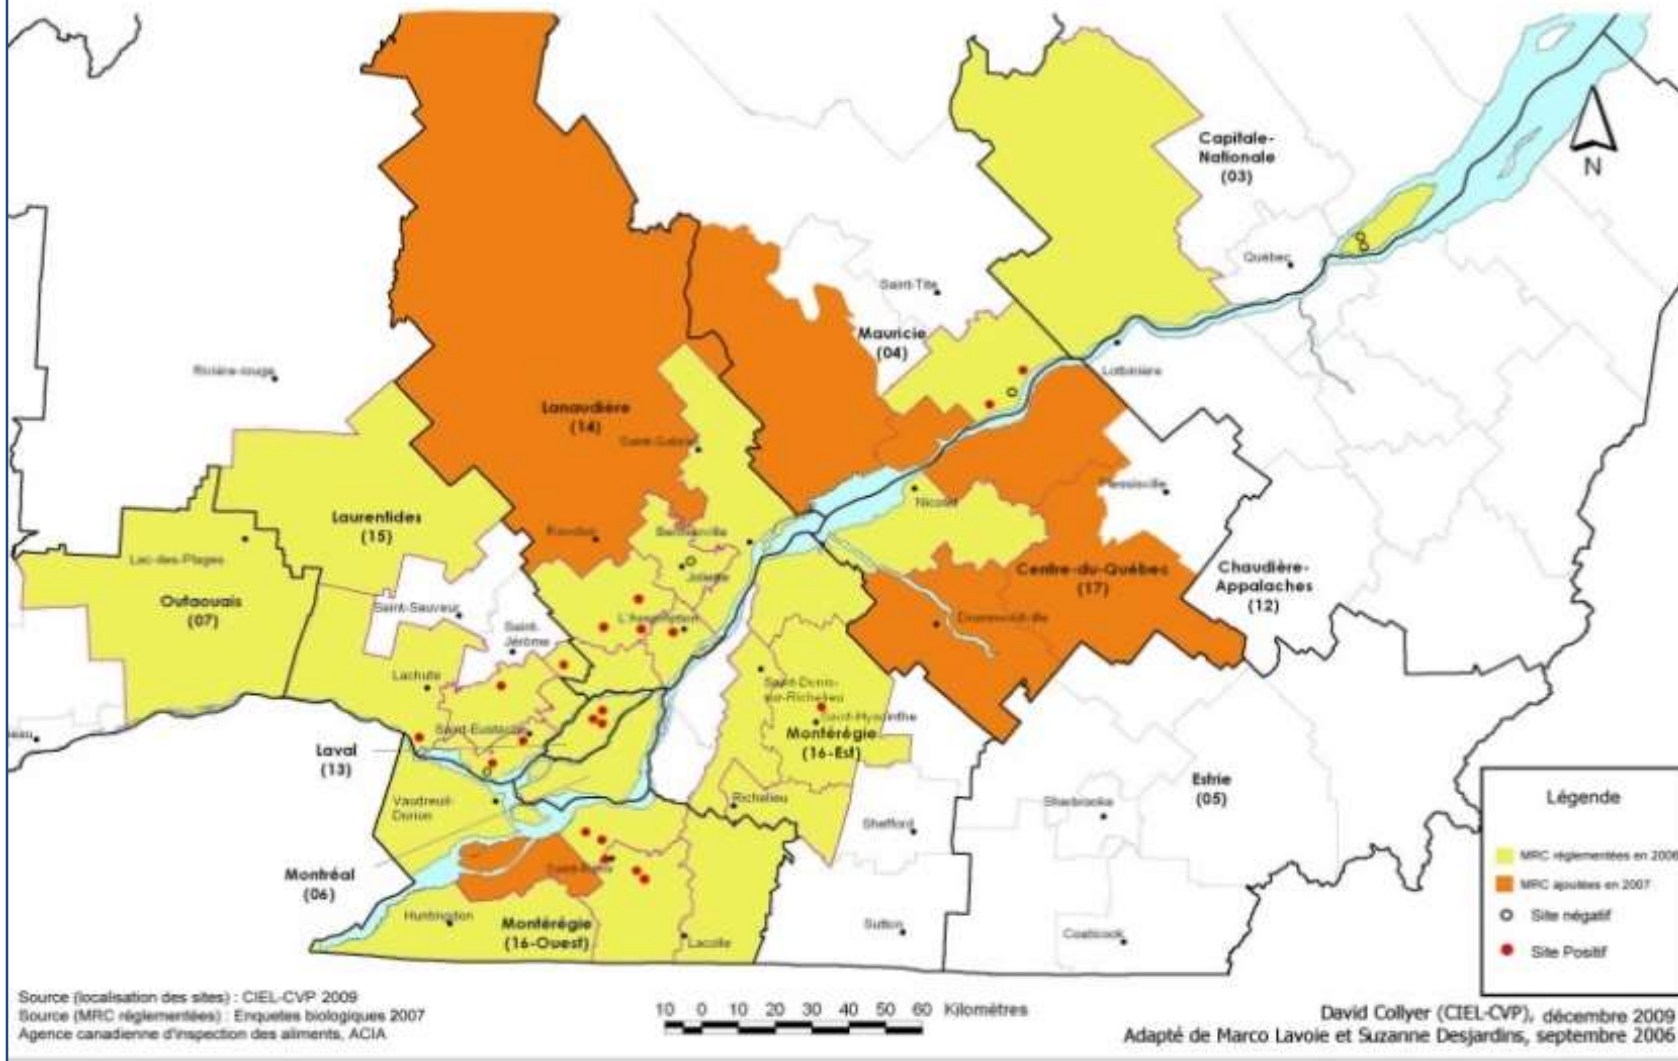 Capitale-
Nationale
(03)
Québec
Saint-Tite
Mauricie
(04)
Lotbinière
Rivière-rouge
Lanaudière
(14)
Saint-Gabriel
Plessisville
Nicolet
Laurentides
(15)
Rawdon
Berthierville
Lac-des-Plages
Joliette
Centre-du-Québec
(17)
Chaudière-
Appalaches
(12)
Outaouais
(07)
Saint-Sauveur
L'Assomption
Saint-
Jérôme
Drummondville
Lachute
Saint-Denis-
sur-Richelieu
Saint-Hyacinthe
Saint-Eustache
Montérégie
(16-Est)
Laval
(13)
Estrie
(05)
Vaudreuil-
Dorion
Richelieu
Sherbrooke
Shefford
Montréal
(06)
Huntingdon
Montérégie
(16-Ouest)
Lacolle
Sutton
Coaticook
N
Légende
MRC réglementées en 2006
MRC ajoutées en 2007
Site négatif
Site Positif
Source (localisation des sites) : CIEL-CVP 2009
Source (MRC réglementées) : Enquetes biologiques 2007
Agence canadienne d'inspection des aliments, ACIA
10 0 10 20 30 40 50 60 Kilomètres
David Collyer (CIEL-CVP), décembre 2009
Adapté de Marco Lavoie et Suzanne Desjardins, septembre 2006